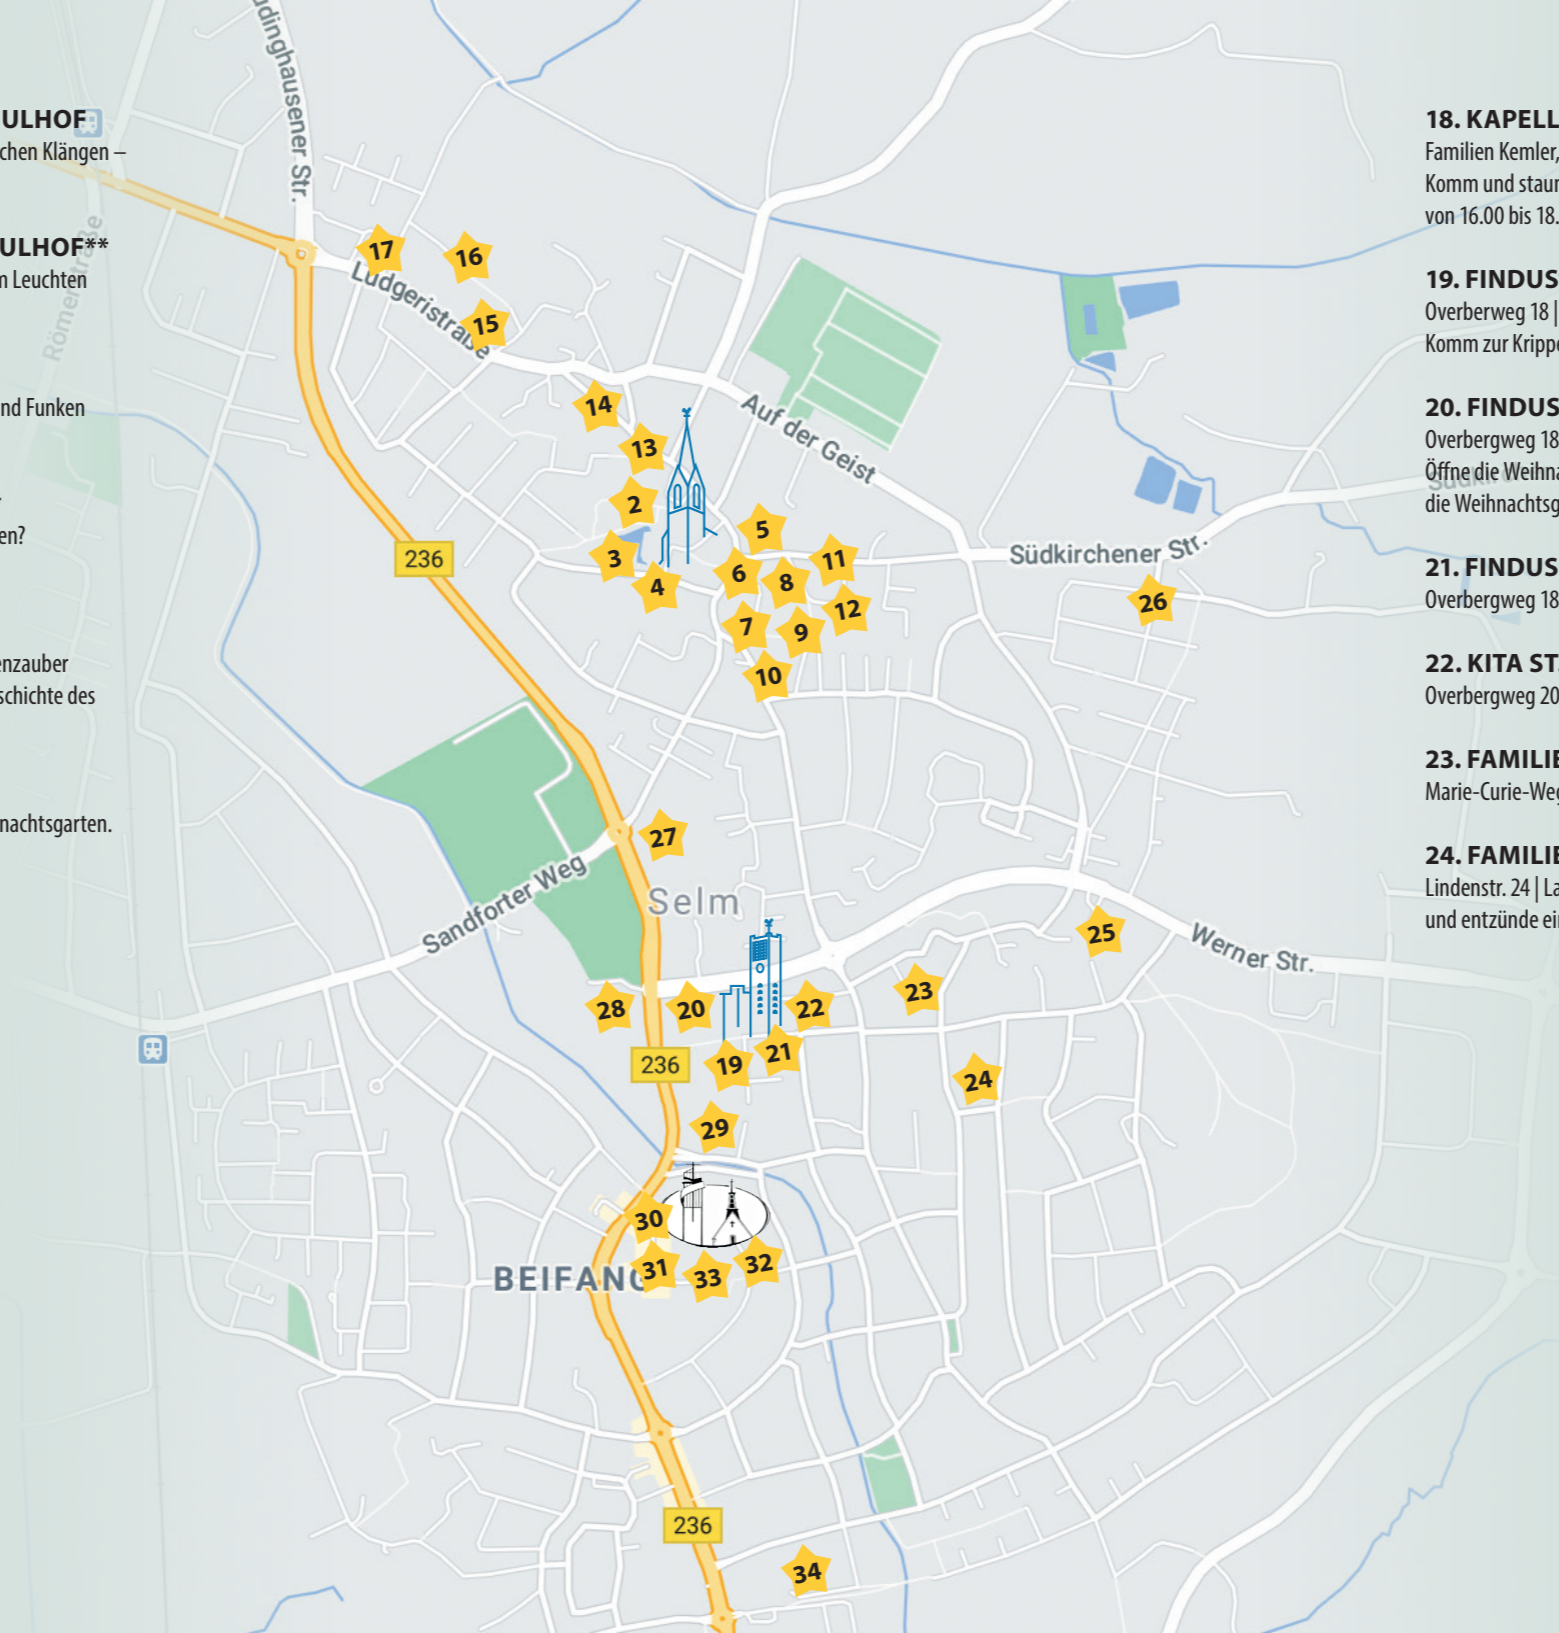 ULHOF
chen Klängen –
ULHOF**
m Leuchten
nd Funken
en?
enzauber
schichte des
nachtsgarten.
üdinghausener Str.
Römerstraße
17
16
Ludgeristraße
15
14
13
Auf der Geist
2
5
236
3
6
11
4
8
Südkirchener Str.
12
26
7
9
10
27
Selm
Sandforter Weg
25
Werner Str.
23
28
20
22
236
19
21
24
29
30
BEIFANG
31
33
32
236
34
18. KAPELL
Familien Kemler,
Komm und staun
von 16.00 bis 18.
19. FINDUS
Overberweg 18 |
Komm zur Krippe
20. FINDUS
Overbergweg 18
Öffne die Weihna
Südkir
die Weihnachtsg
21. FINDUS
Overbergweg 18
22. KITA ST.
Overbergweg 20
23. FAMILIE
Marie-Curie-Weg
24. FAMILIE
Lindenstr. 24 | La
und entzünde ein